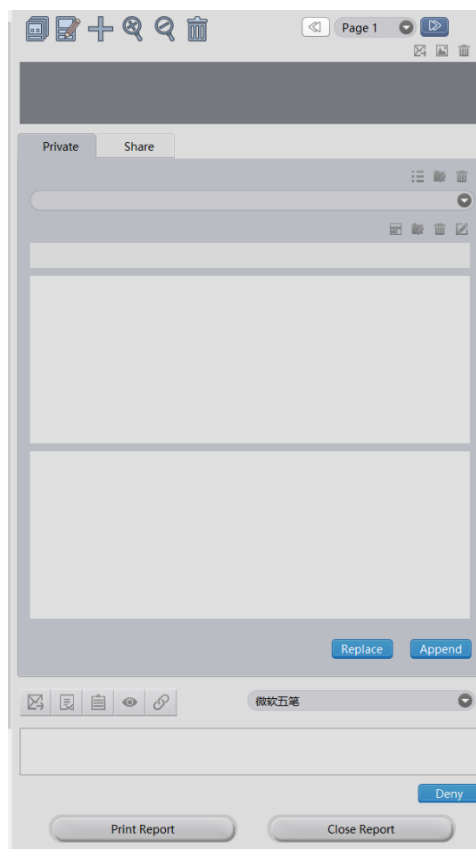 Page 1
Private Share
Replace Append
微软五笔
Deny
Print Report Close Report